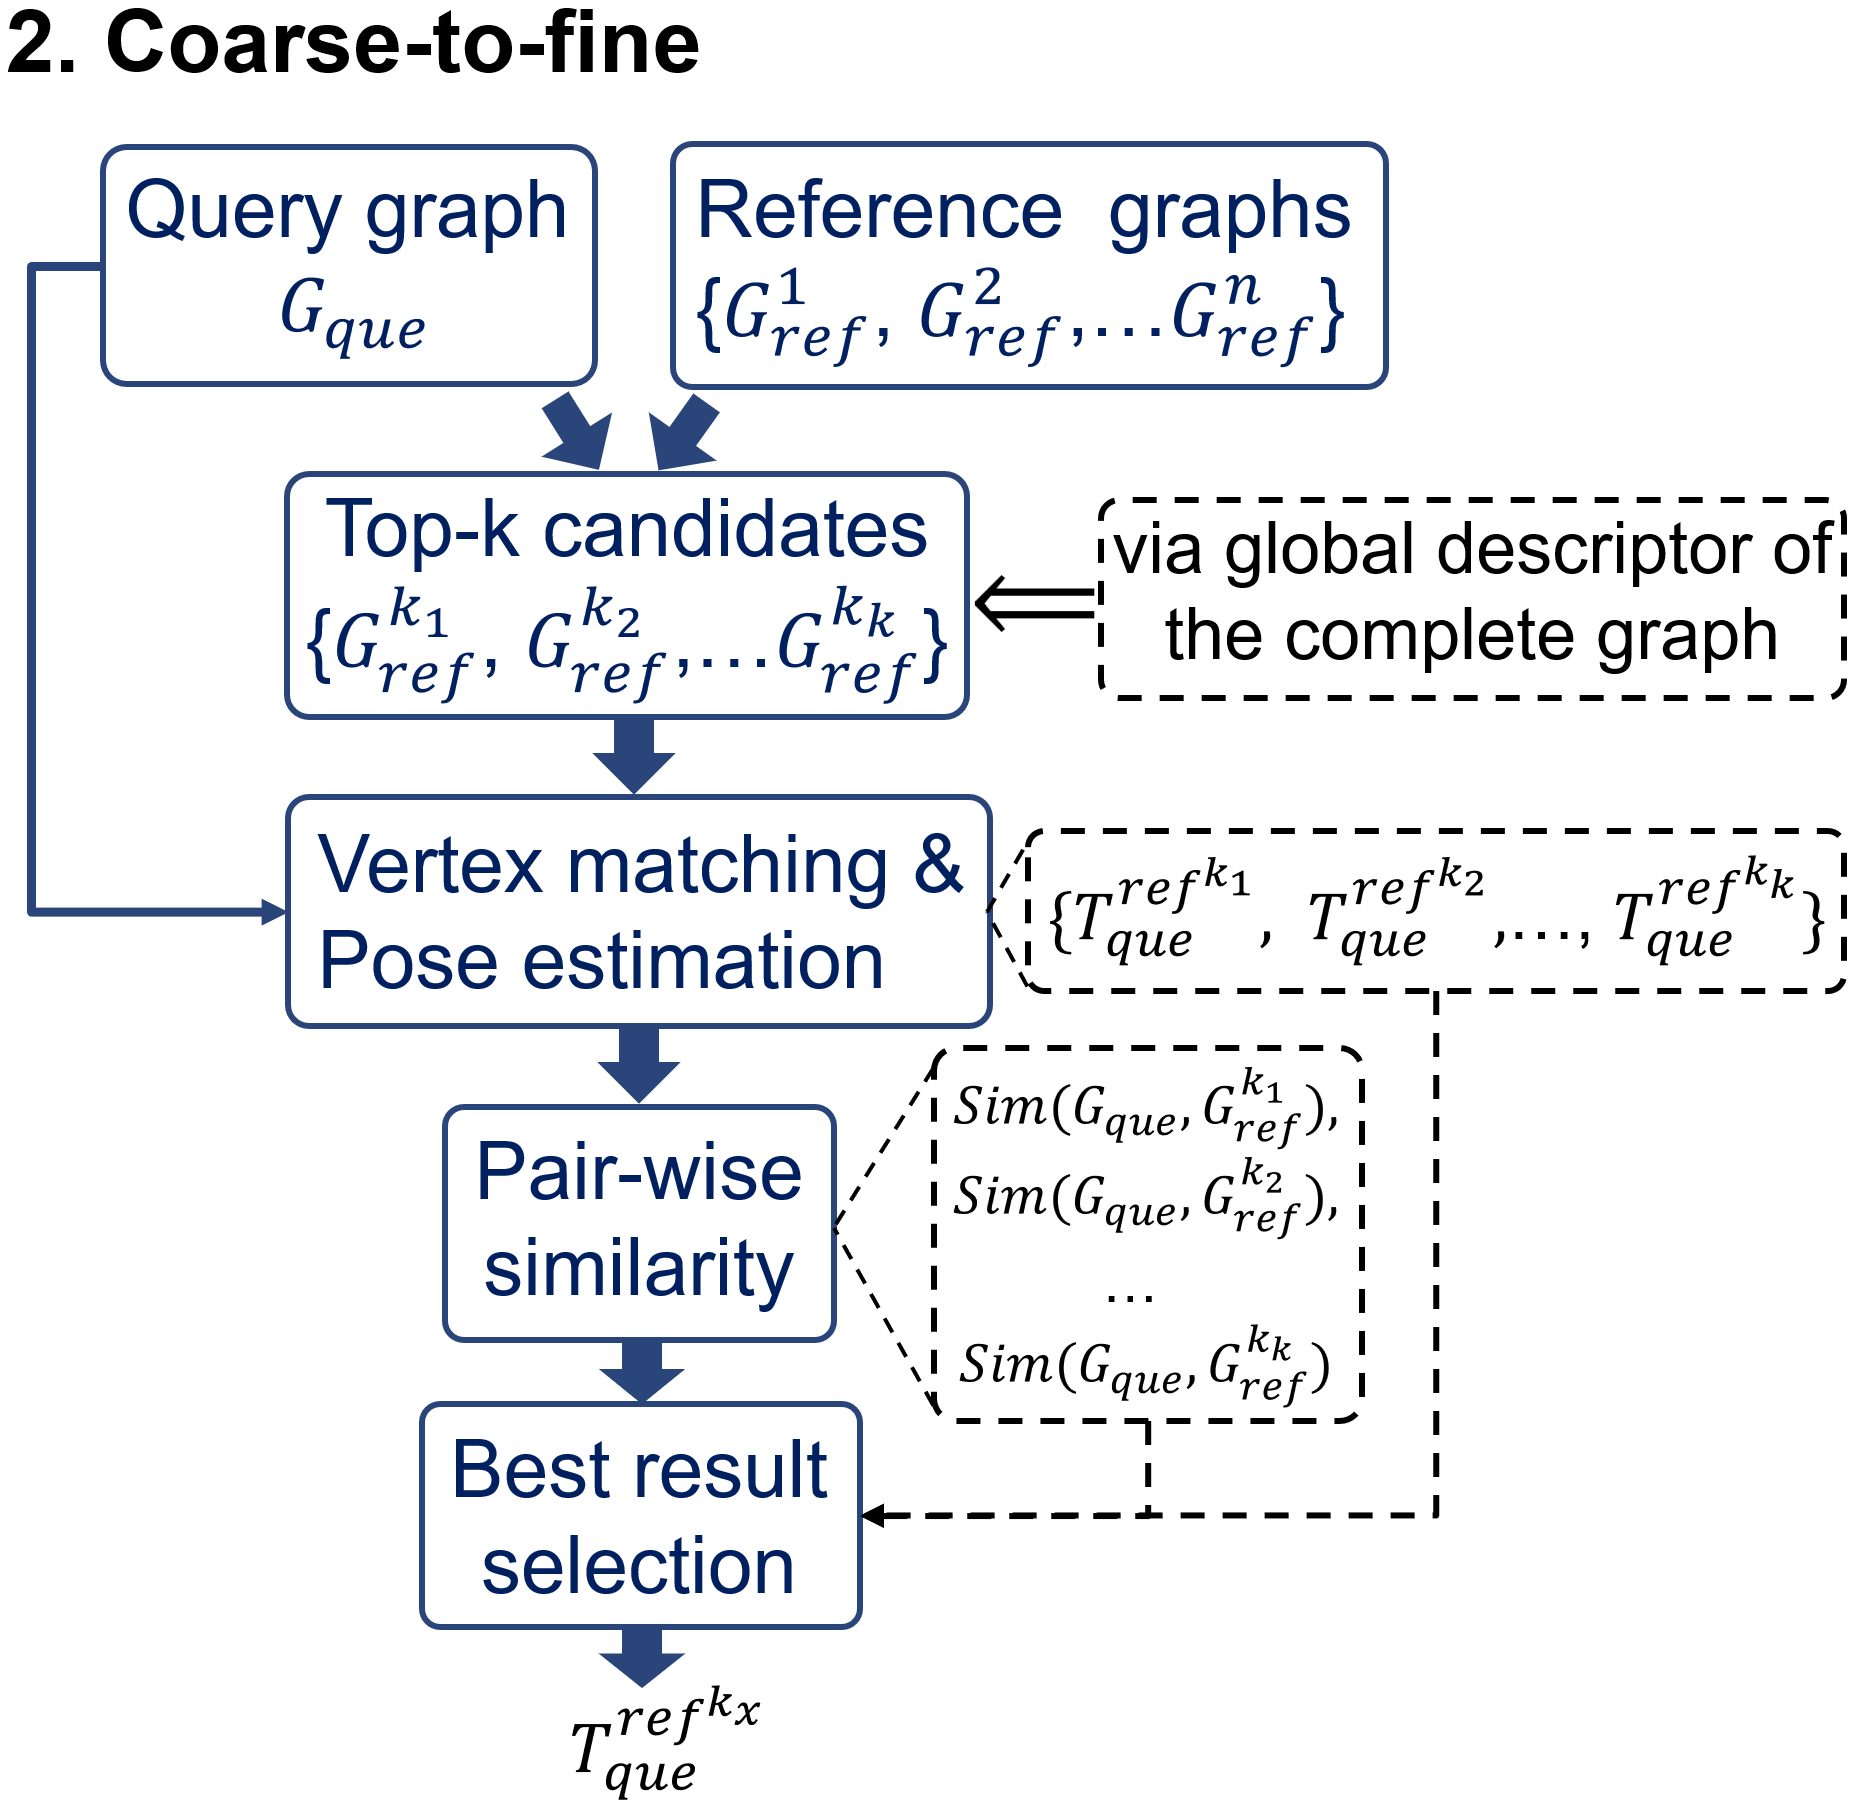 2. Coarse-to-fine
Query graph
$G_{que}$
Reference graphs
$\{G_{ref}^{1}, G_{ref}^{2},…G_{ref}^{n}\}$
Top-k candidates
$\{G_{ref}^{k_1}, G_{ref}^{k_2},…G_{ref}^{k_k}\}$
via global descriptor of
the complete graph
Vertex matching &
Pose estimation
$\{T_{que}^{ref^{k_1}}, T_{que}^{ref^{k_2}},…, T_{que}^{ref^{k_k}}\}$
Pair-wise
similarity
$Sim(G_{que}, G_{ref}^{k_1}),$
$Sim(G_{que}, G_{ref}^{k_2}),$
…
$Sim(G_{que}, G_{ref}^{k_k})$
Best result
selection
$T_{que}^{ref^{k_x}}$